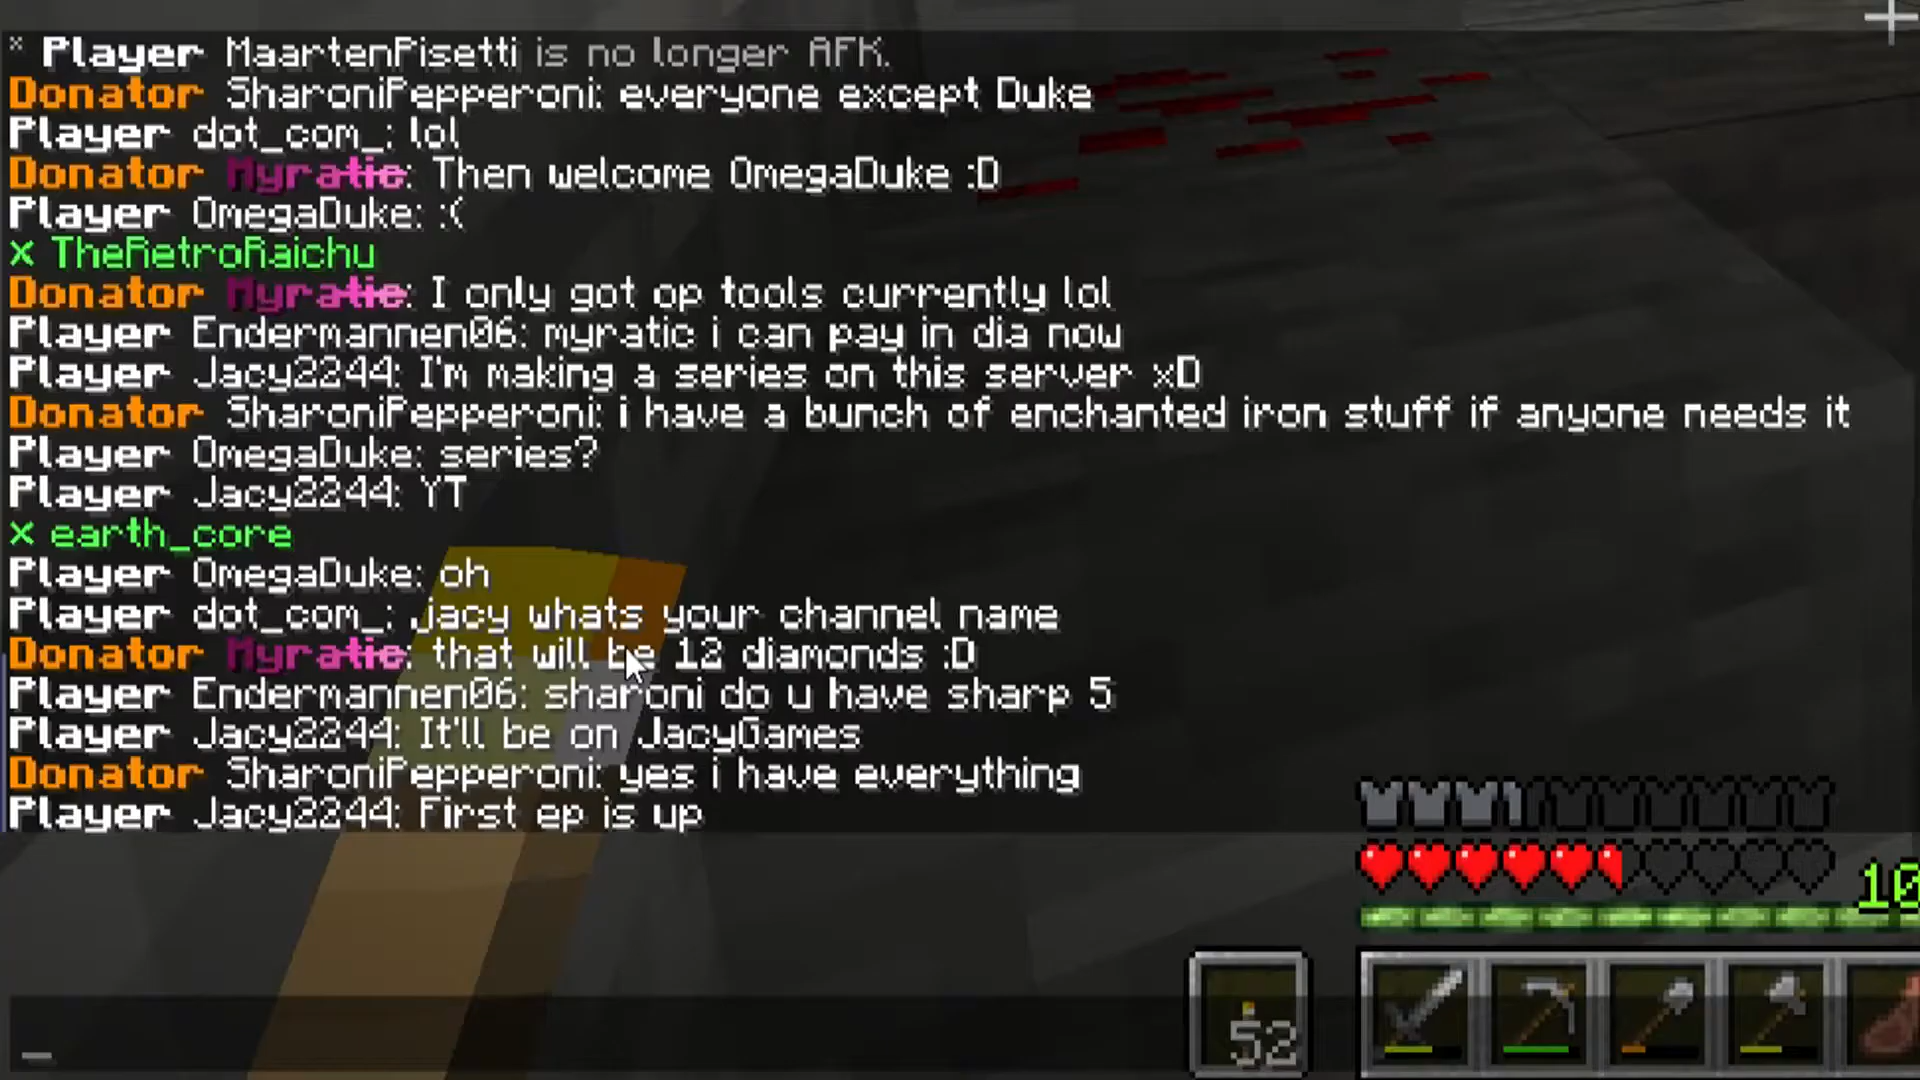 * Player MaartenPisetti is no longer AFK.
Donator SharoniPepperoni: everyone except Duke
Player dot_com_: lol
Donator Myratic: Then welcome OmegaDuke :D
Player OmegaDuke: :(
× TheRetroRaichu
Donator Myratic: I only got op tools currently lol
Player Endermannen06: myratic i can pay in dia now
Player Jacy2244: I'm making a series on this server xD
Donator SharoniPepperoni: i have a bunch of enchanted iron stuff if anyone needs it
Player OmegaDuke: series?
Player Jacy2244: YT
× earth_core
Player OmegaDuke: oh
Player dot_com_: jacy whats your channel name
Donator Myratic: that will be 12 diamonds :D
Player Endermannen06: sharoni do u have sharp 5
Player Jacy2244: It'll be on JacyGames
Donator SharoniPepperoni: yes i have everything
Player Jacy2244: First ep is up
10
52
_